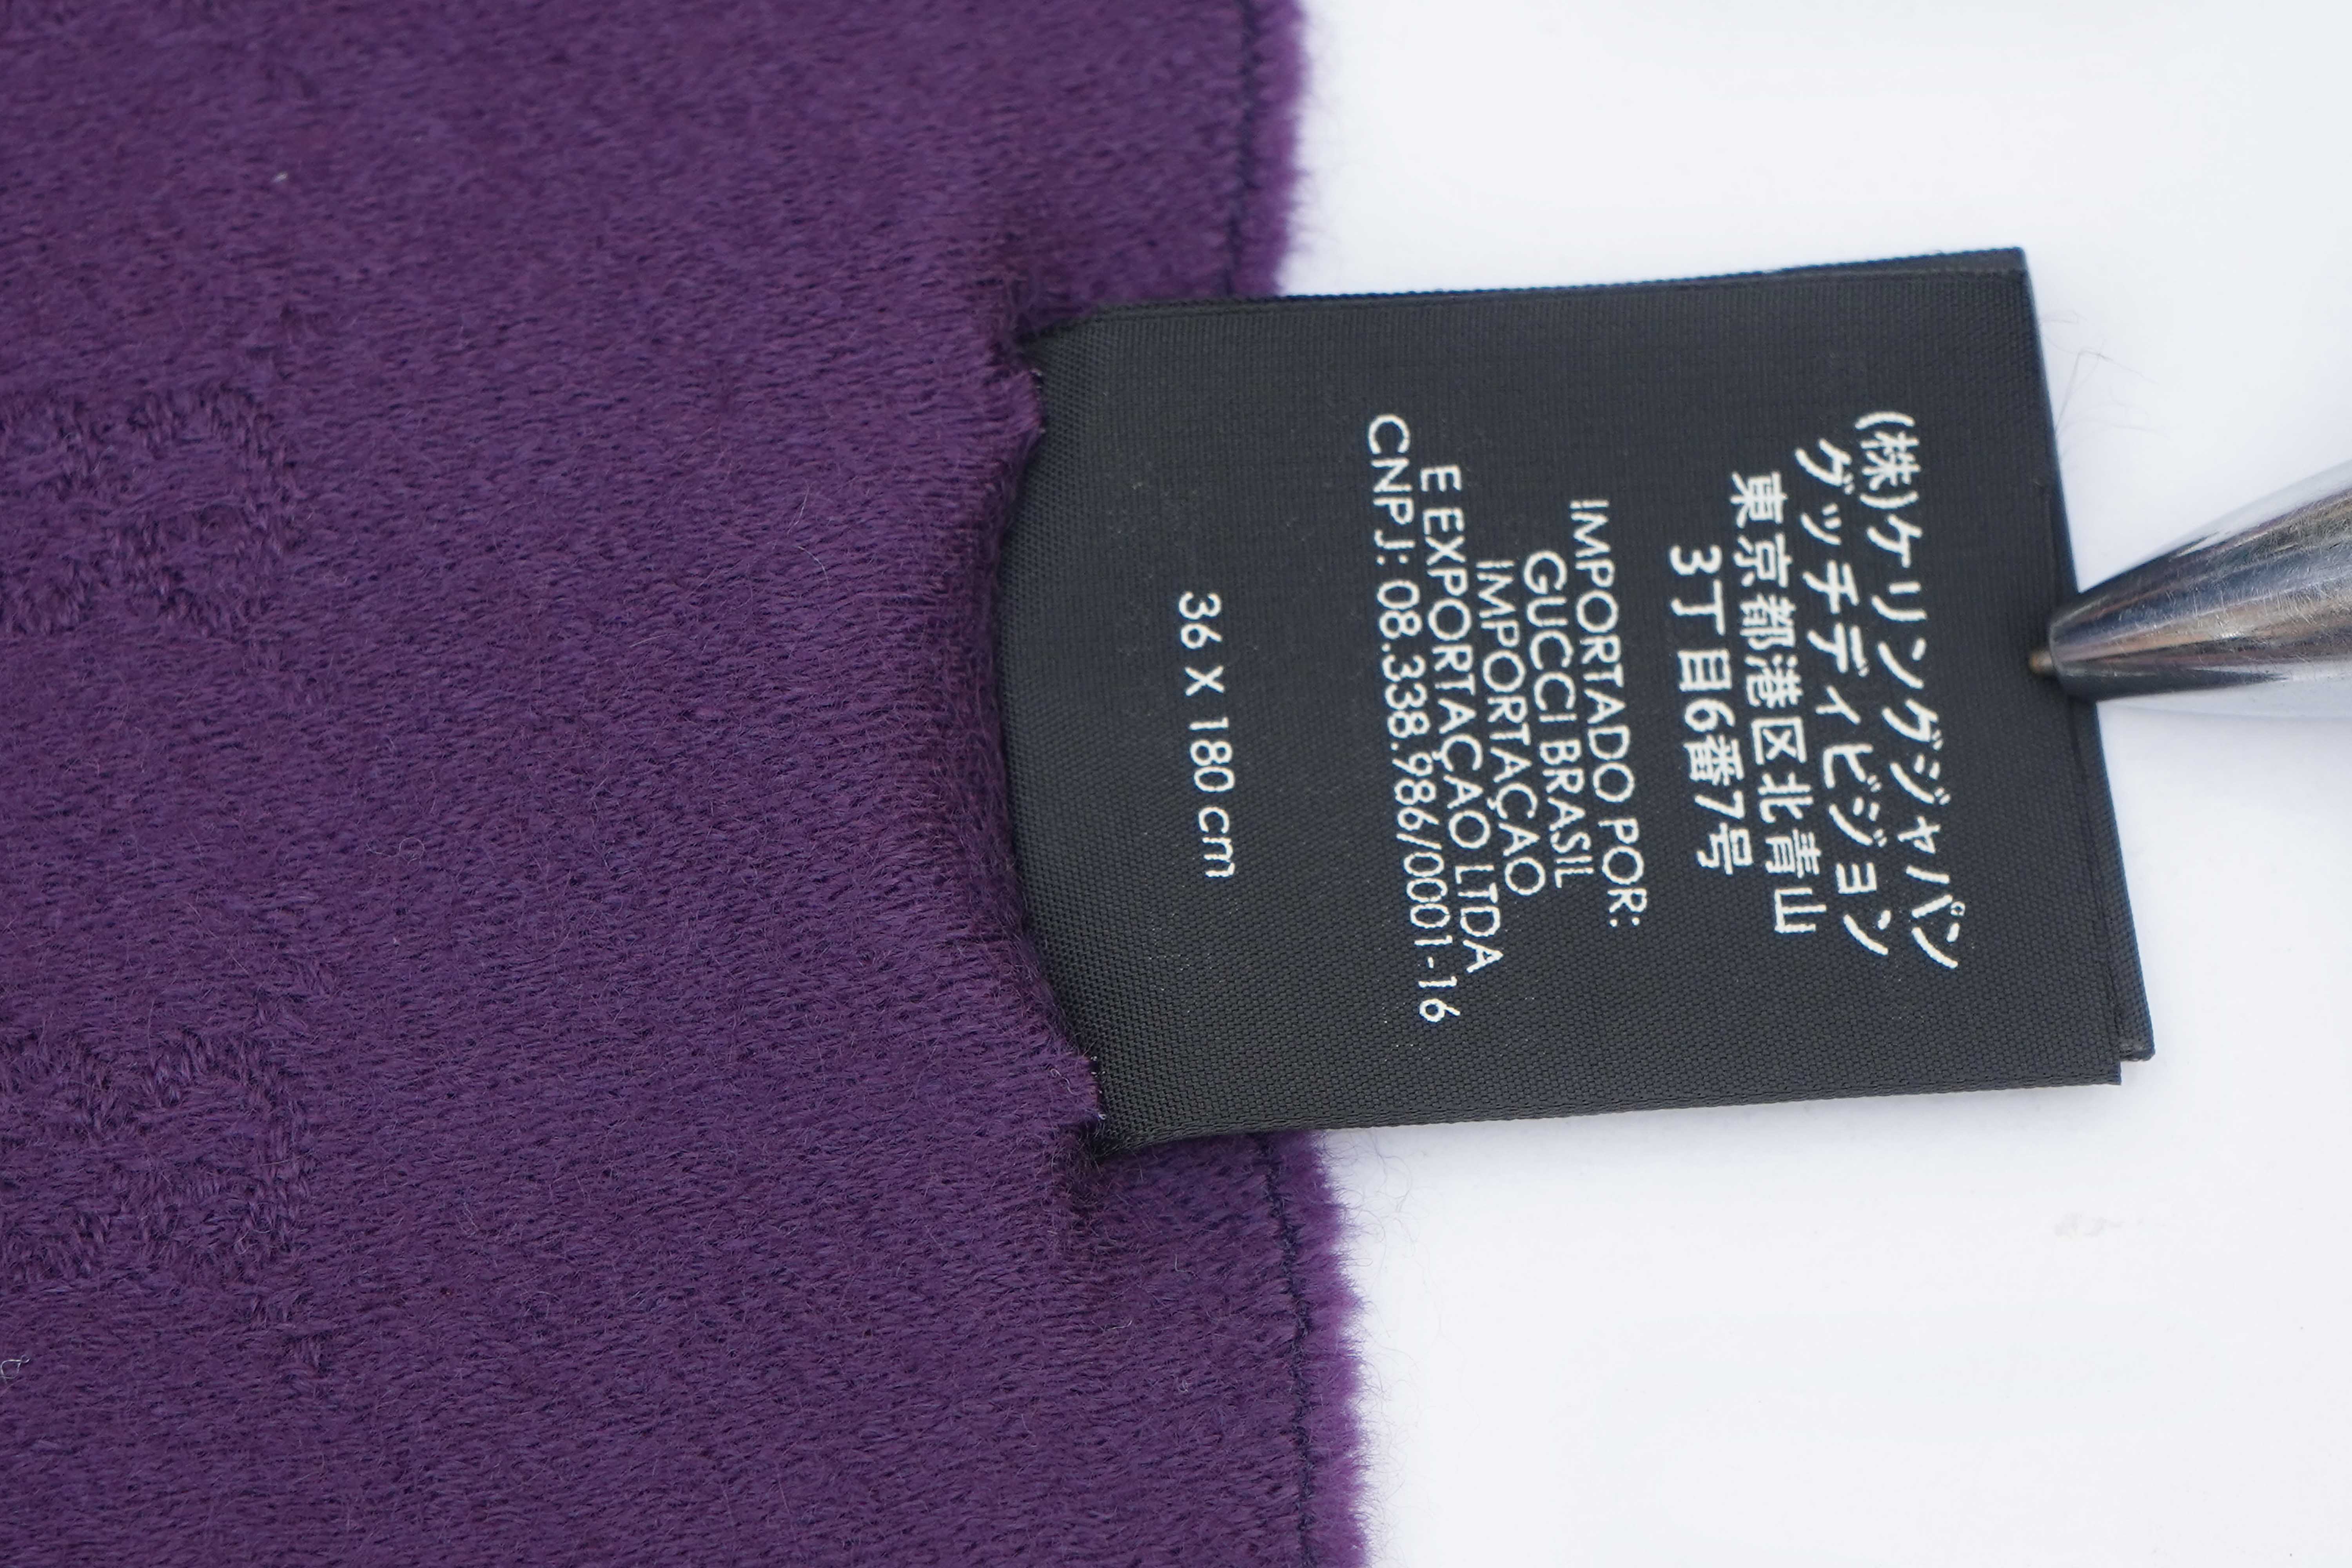 (株)ケリングジャパン
グッチディビジョン
東京都港区北青山
3丁目6番7号
IMPORTADO POR:
GUCCI BRASIL
IMPORTAÇAO
E EXPORTAÇAO LTDA
CNPJ: 08.338.986/0001-16
36 X 180 cm